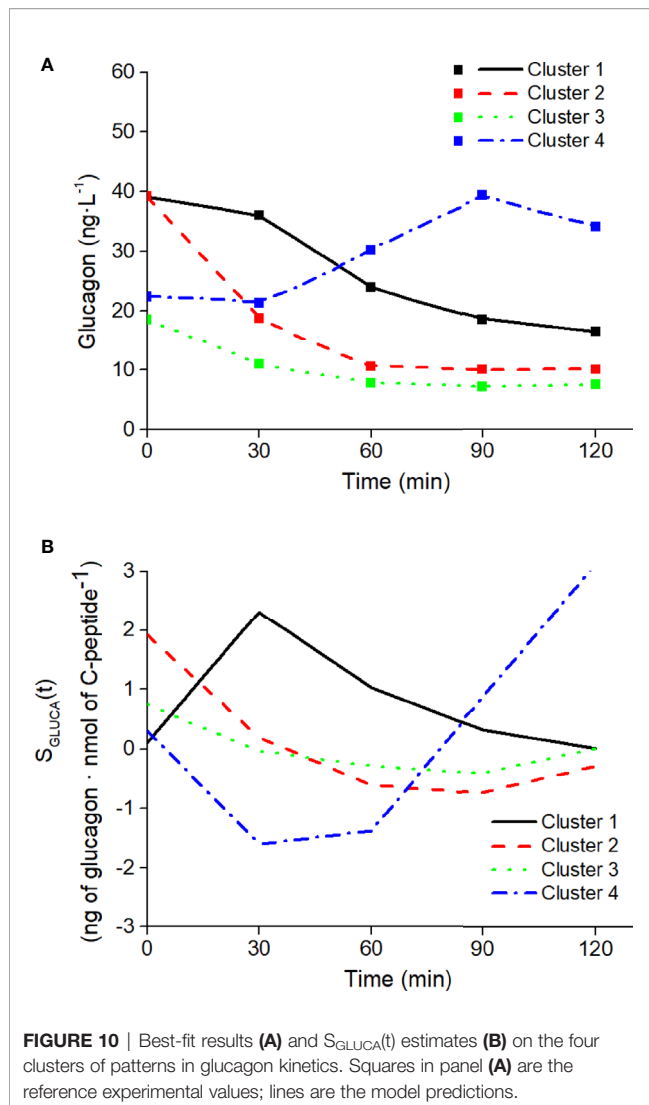 A
60
50
40
30
20
10
0
Glucagon (ng·L⁻¹)
Cluster 1
Cluster 2
Cluster 3
Cluster 4
0 30 60 90 120
Time (min)
B
3
2
1
0
-1
-2
-3
S_GLUCA(t)
(ng of glucagon · nmol of C-peptide⁻¹)
Cluster 1
Cluster 2
Cluster 3
Cluster 4
0 30 60 90 120
Time (min)
FIGURE 10 | Best-fit results (A) and S_GLUCA(t) estimates (B) on the four
clusters of patterns in glucagon kinetics. Squares in panel (A) are the
reference experimental values; lines are the model predictions.